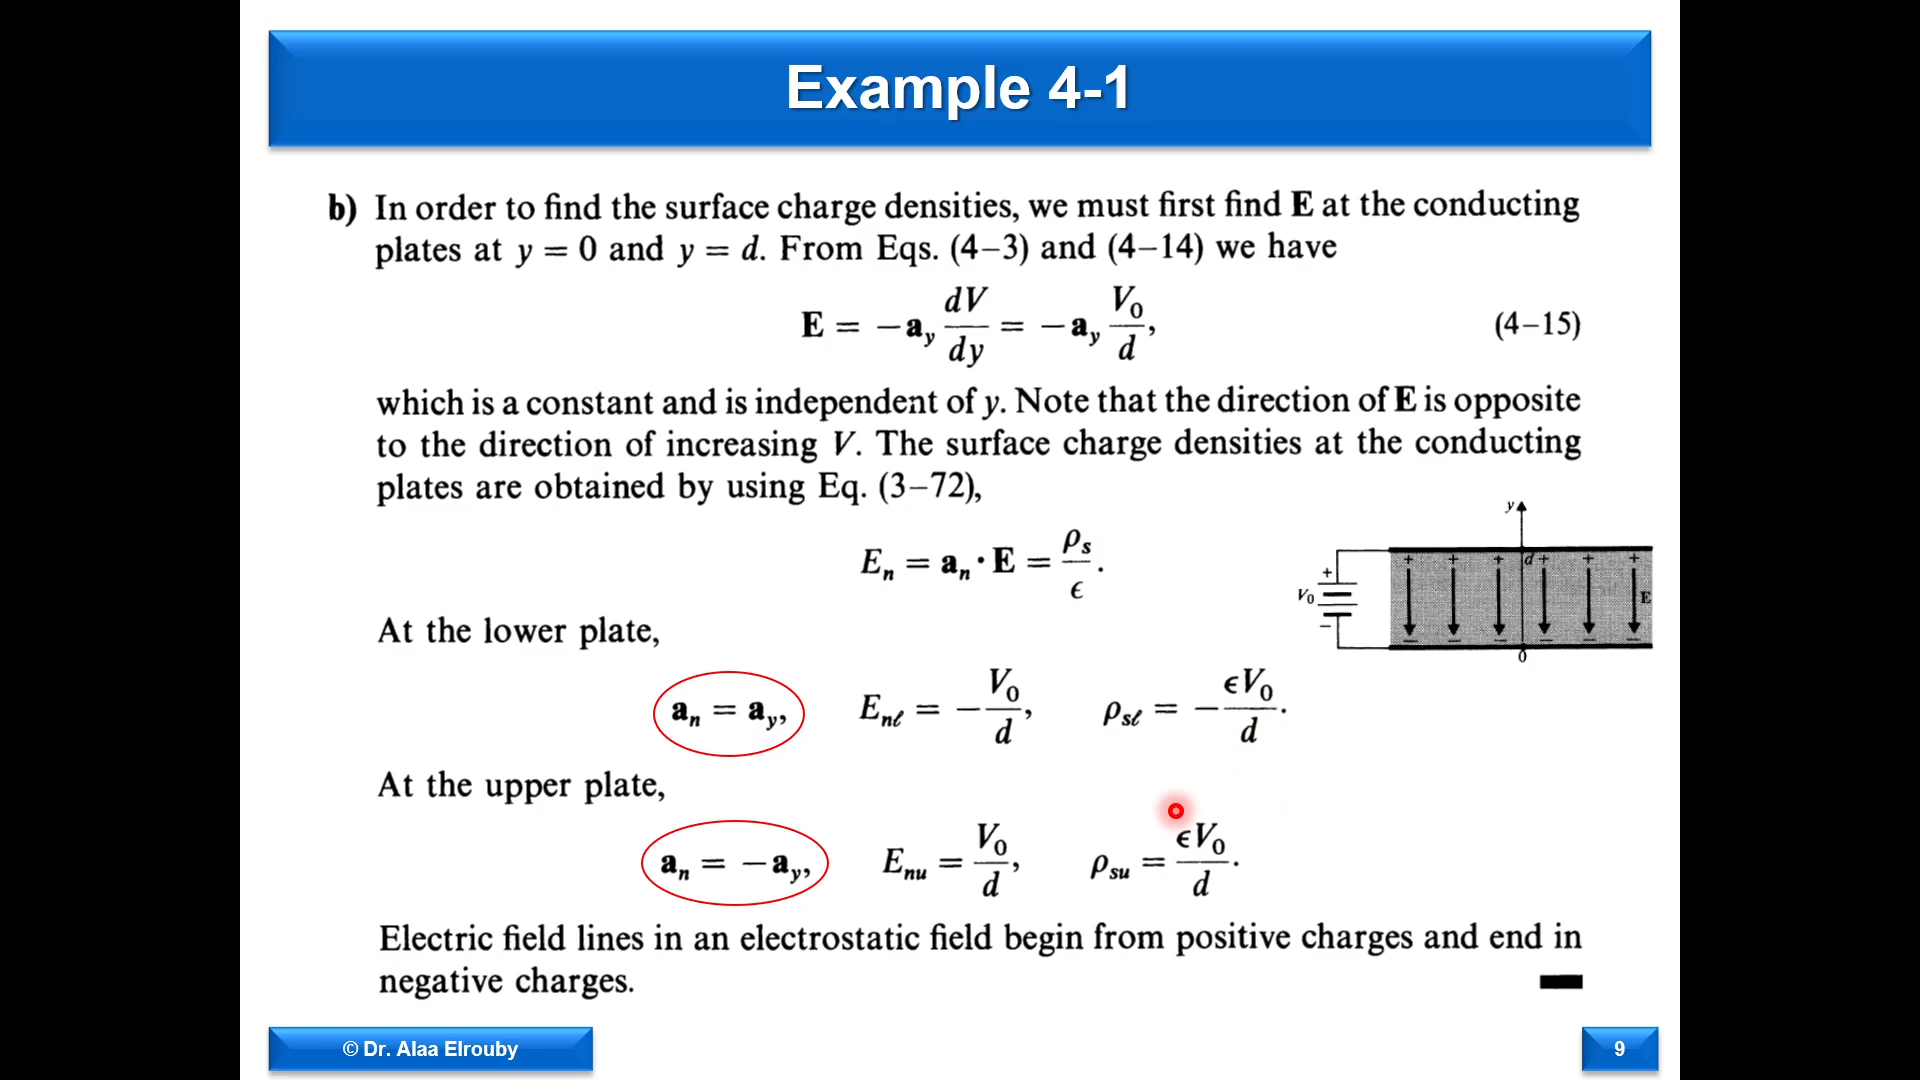 Example 4-1
b) In order to find the surface charge densities, we must first find E at the conducting
plates at y = 0 and y = d. From Eqs. (4–3) and (4–14) we have
E = −a_y dV/dy = −a_y V_0/d, (4–15)
which is a constant and is independent of y. Note that the direction of E is opposite
to the direction of increasing V. The surface charge densities at the conducting
plates are obtained by using Eq. (3–72),
E_n = a_n · E = ρ_s/ϵ.
At the lower plate,
a_n = a_y, E_nℓ = −V_0/d, ρ_sℓ = −ϵV_0/d.
At the upper plate,
a_n = −a_y, E_nu = V_0/d, ρ_su = ϵV_0/d.
Electric field lines in an electrostatic field begin from positive charges and end in
negative charges.
y
+ + + + d + + +
+
V_0
E
−
− − − − − −
0
© Dr. Alaa Elrouby
9